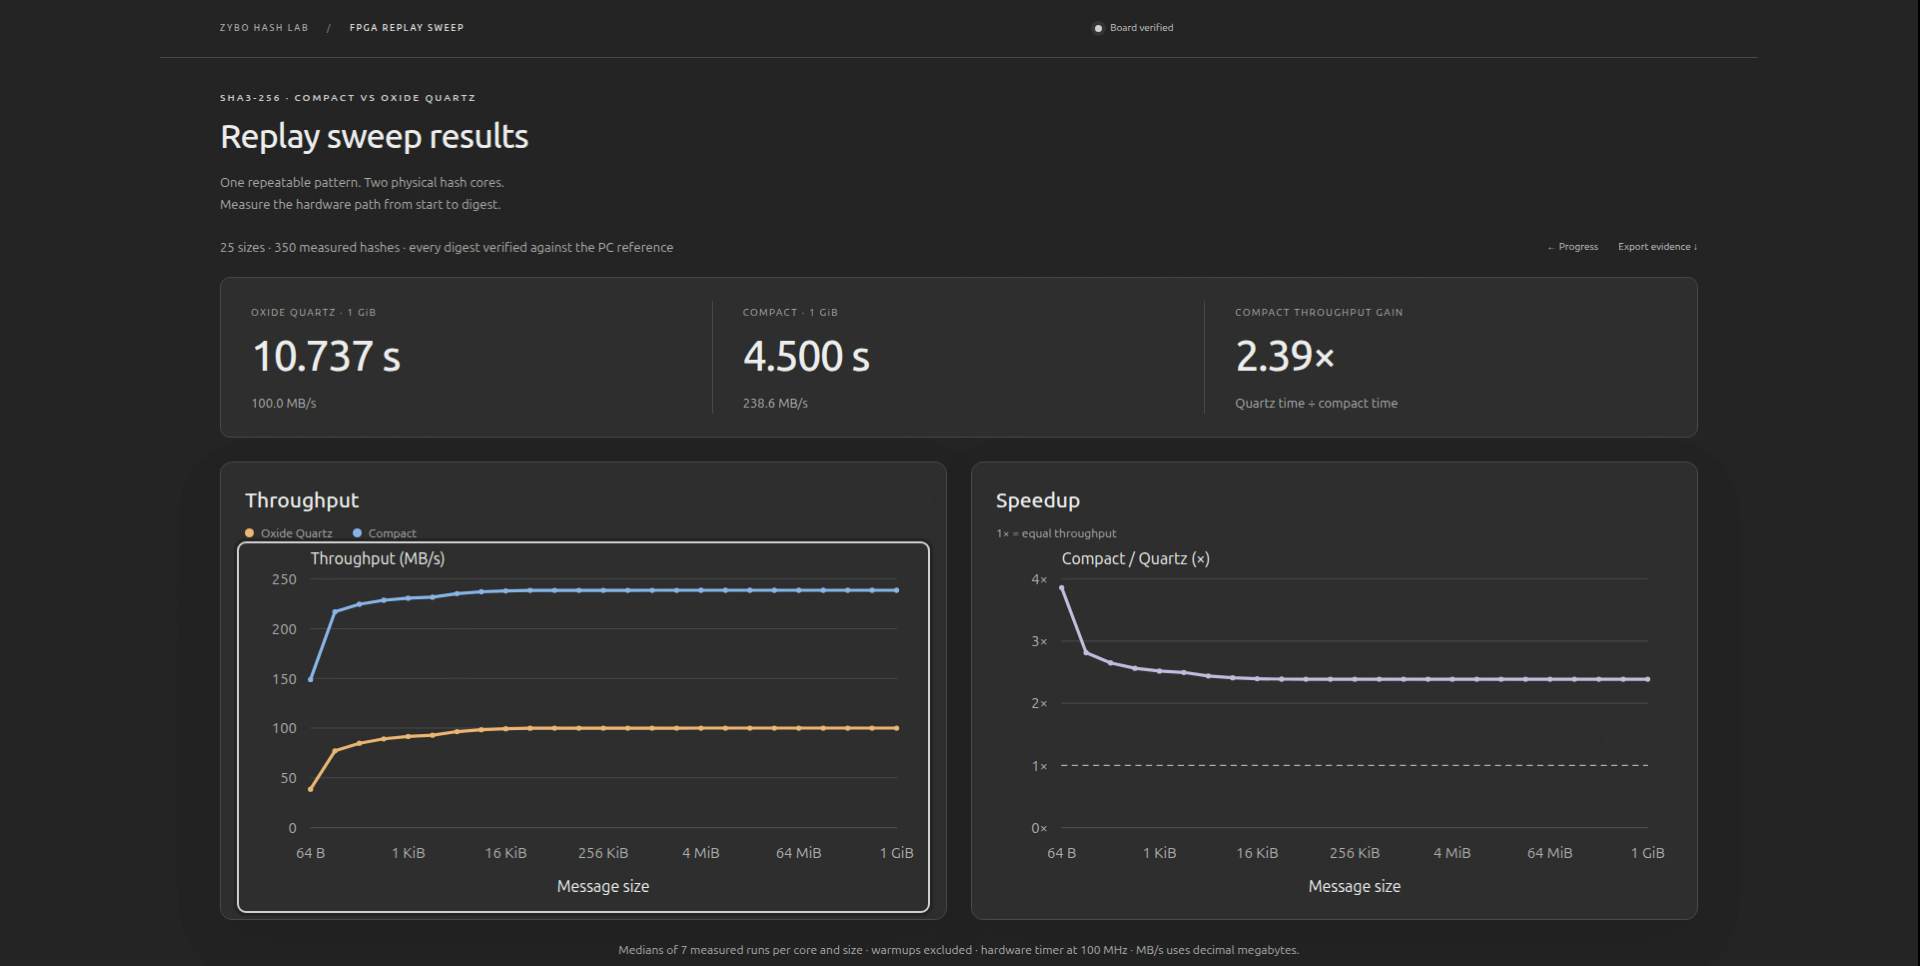 ZYBO HASH LAB / FPGA REPLAY SWEEP
Board verified
SHA3-256 · COMPACT VS OXIDE QUARTZ
Replay sweep results
One repeatable pattern. Two physical hash cores.
Measure the hardware path from start to digest.
25 sizes · 350 measured hashes · every digest verified against the PC reference
← Progress
Export evidence ↓
OXIDE QUARTZ · 1 GiB
10.737 s
100.0 MB/s
COMPACT · 1 GiB
4.500 s
238.6 MB/s
COMPACT THROUGHPUT GAIN
2.39×
Quartz time ÷ compact time
Throughput
Oxide Quartz
Compact
Throughput (MB/s)
250
200
150
100
50
0
64 B 1 KiB 16 KiB 256 KiB 4 MiB 64 MiB 1 GiB
Message size
Speedup
1× = equal throughput
Compact / Quartz (×)
4×
3×
2×
1×
0×
64 B 1 KiB 16 KiB 256 KiB 4 MiB 64 MiB 1 GiB
Message size
Medians of 7 measured runs per core and size · warmups excluded · hardware timer at 100 MHz · MB/s uses decimal megabytes.